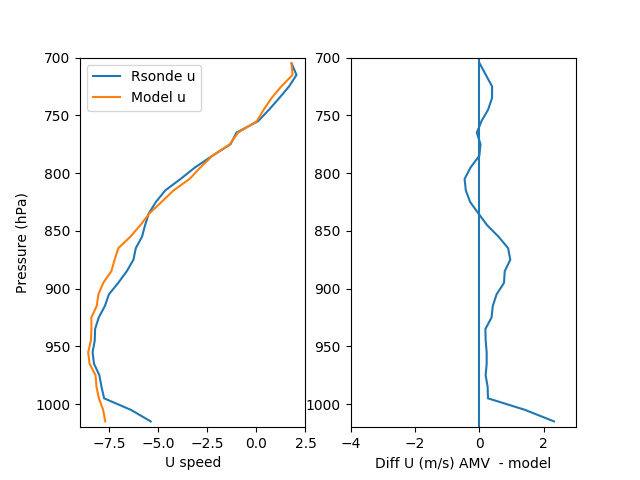 Rsonde u
Model u
700
750
800
850
900
950
1000
Pressure (hPa)
−7.5 −5.0 −2.5 0.0 2.5
U speed
700
750
800
850
900
950
1000
−4 −2 0 2
Diff U (m/s) AMV  - model